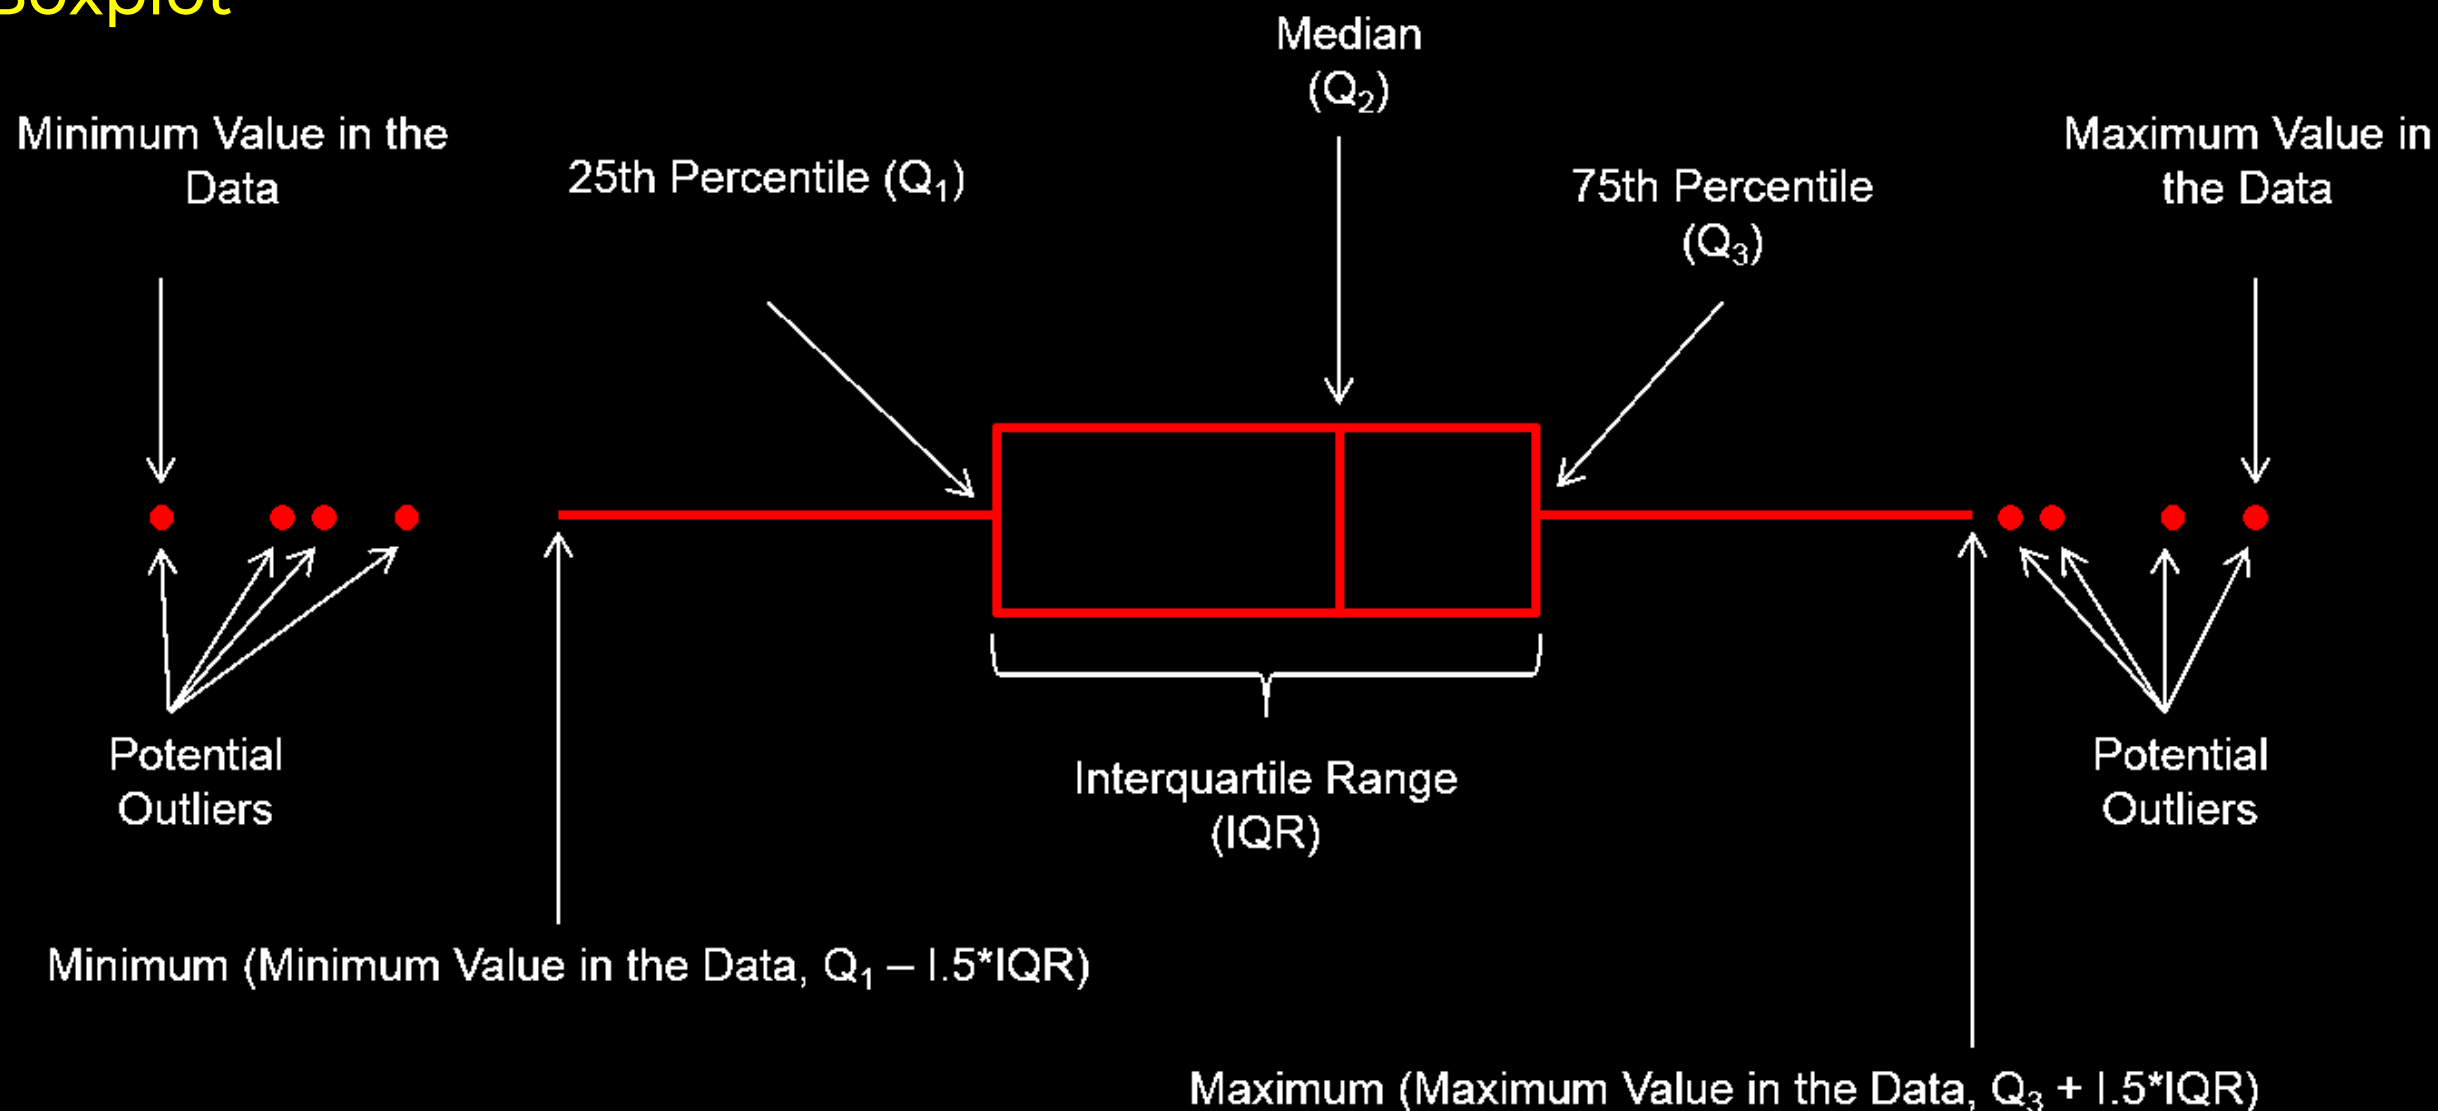 Boxplot
Median
(Q₂)
Minimum Value in the
Data
25th Percentile (Q₁)
75th Percentile
(Q₃)
Maximum Value in
the Data
Potential
Outliers
Interquartile Range
(IQR)
Potential
Outliers
Minimum (Minimum Value in the Data, Q₁ – I.5*IQR)
Maximum (Maximum Value in the Data, Q₃ + I.5*IQR)